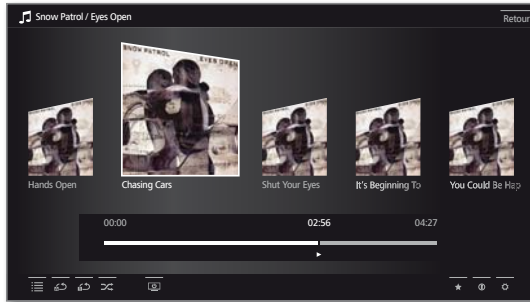 Snow Patrol / Eyes Open
Retour
SNOW PATROL EYES OPEN
Hands Open
Chasing Cars
Shut Your Eyes
It's Beginning To
You Could Be Hap
00:00 02:56 04:27